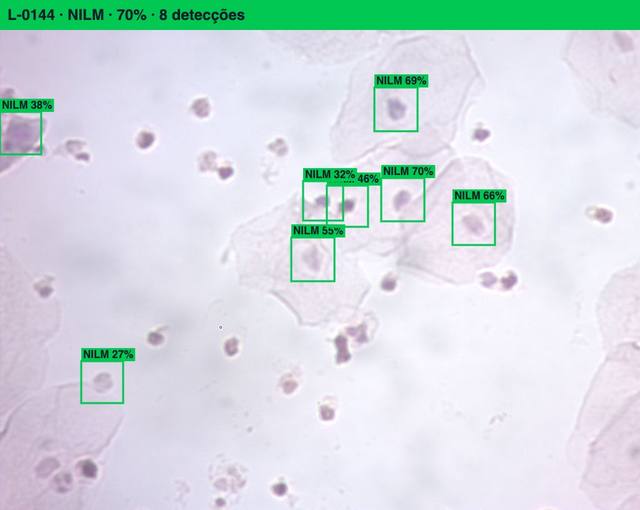 L-0144 · NILM · 70% · 8 detecções
NILM 69%
NILM 38%
NILM 32%
46%
NILM 70%
NILM 66%
NILM 55%
NILM 27%